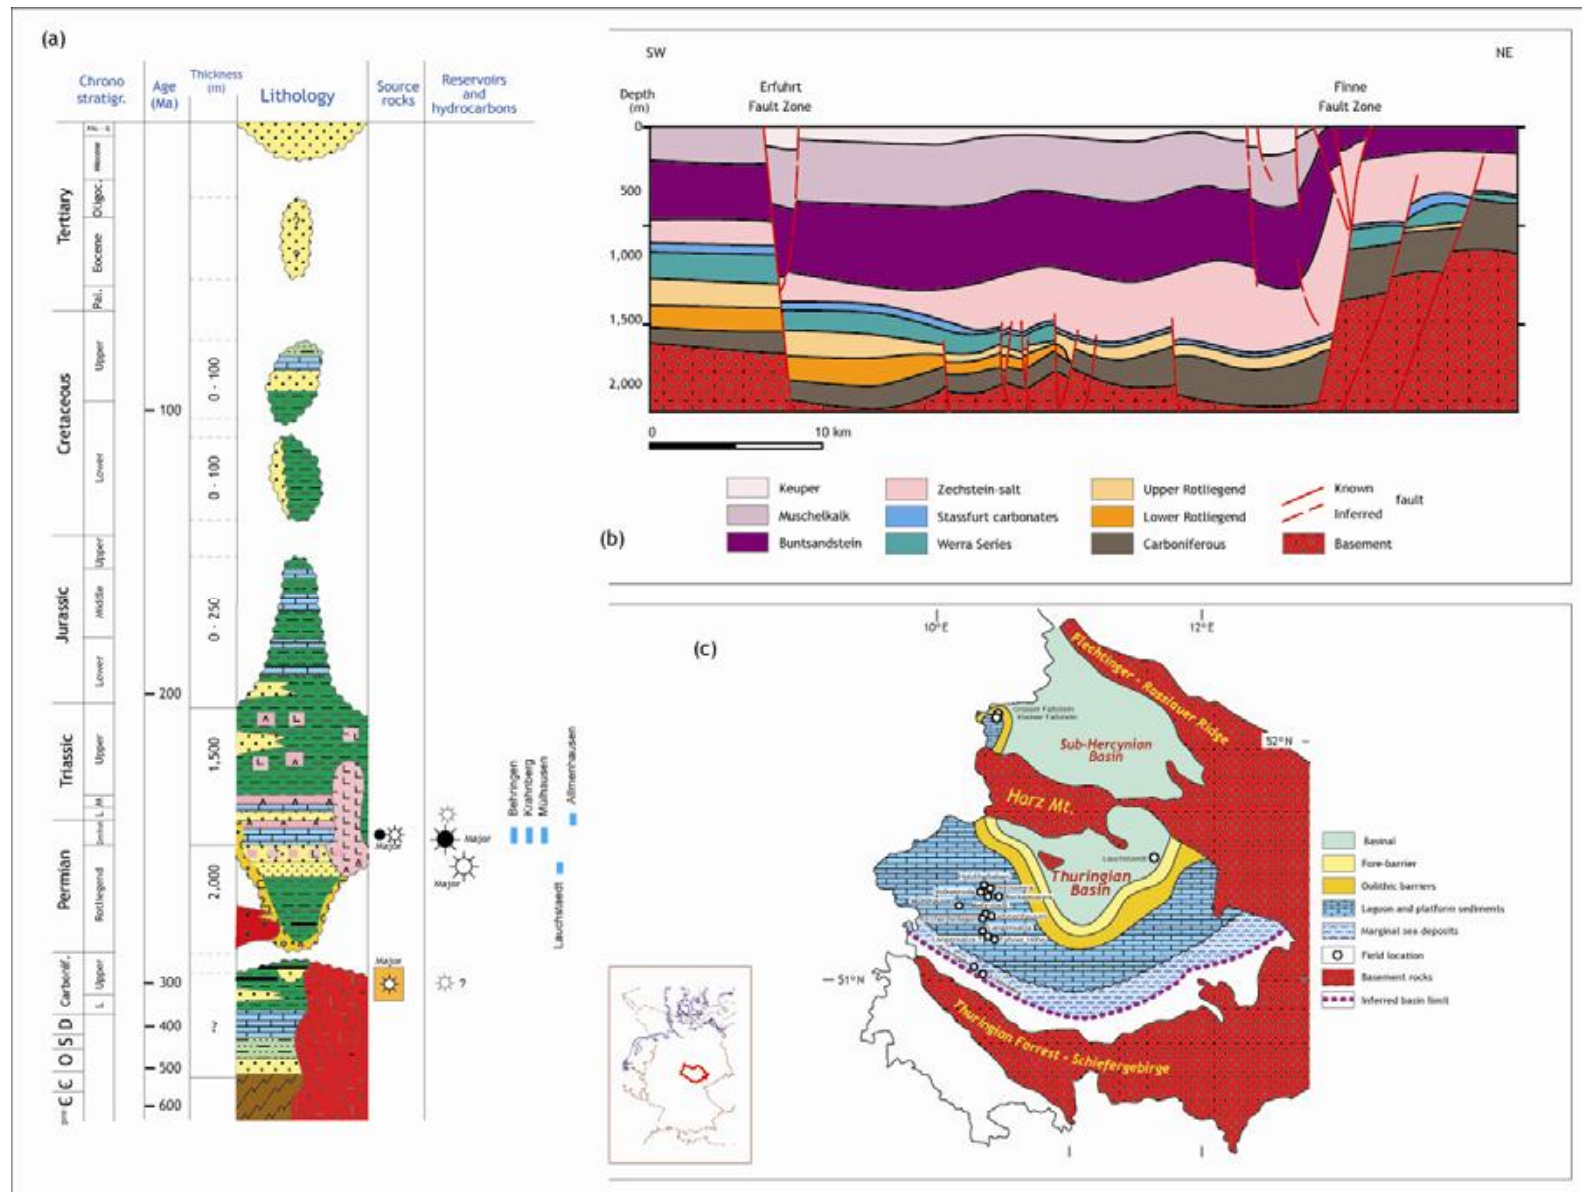 (a)
Chrono
stratigr.
Age
(Ma)
Thickness
(m)
Lithology
Source
rocks
Reservoirs
and
hydrocarbons
Tertiary
Oligoc.
Eocene
Pal.
Cretaceous
Upper
Lower
Jurassic
Upper
Middle
Lower
Triassic
Upper
M
L
Permian
Rotliegend
Carbonif.
Upper
L
D
S
O
Є
Є
100
200
300
400
500
600
0 - 100
0 - 100
0 - 250
1,500
2,000
?
?
?
Major
Major
Major
Major
?
Behringen
Krahnberg
Mülhausen
Allmenhausen
Lauchstaedt
SW
NE
Erfuhrt
Fault Zone
Finne
Fault Zone
Depth
(m)
0
500
1,000
1,500
2,000
0
10 km
Keuper
Muschelkalk
Buntsandstein
Zechstein-salt
Stassfurt carbonates
Werra Series
Upper Rotliegend
Lower Rotliegend
Carboniferous
Known
Inferred
fault
Basement
(b)
(c)
10°E
12°E
52°N
51°N
Flechtinger - Rosslauer Ridge
Sub-Hercynian
Basin
Harz Mt.
Thuringian
Basin
Thuringian Forrest - Schiefergebirge
Basinal
Fore-barrier
Oolithic barriers
Lagoon and platform sediments
Marginal sea deposits
Field location
Basement rocks
Inferred basin limit